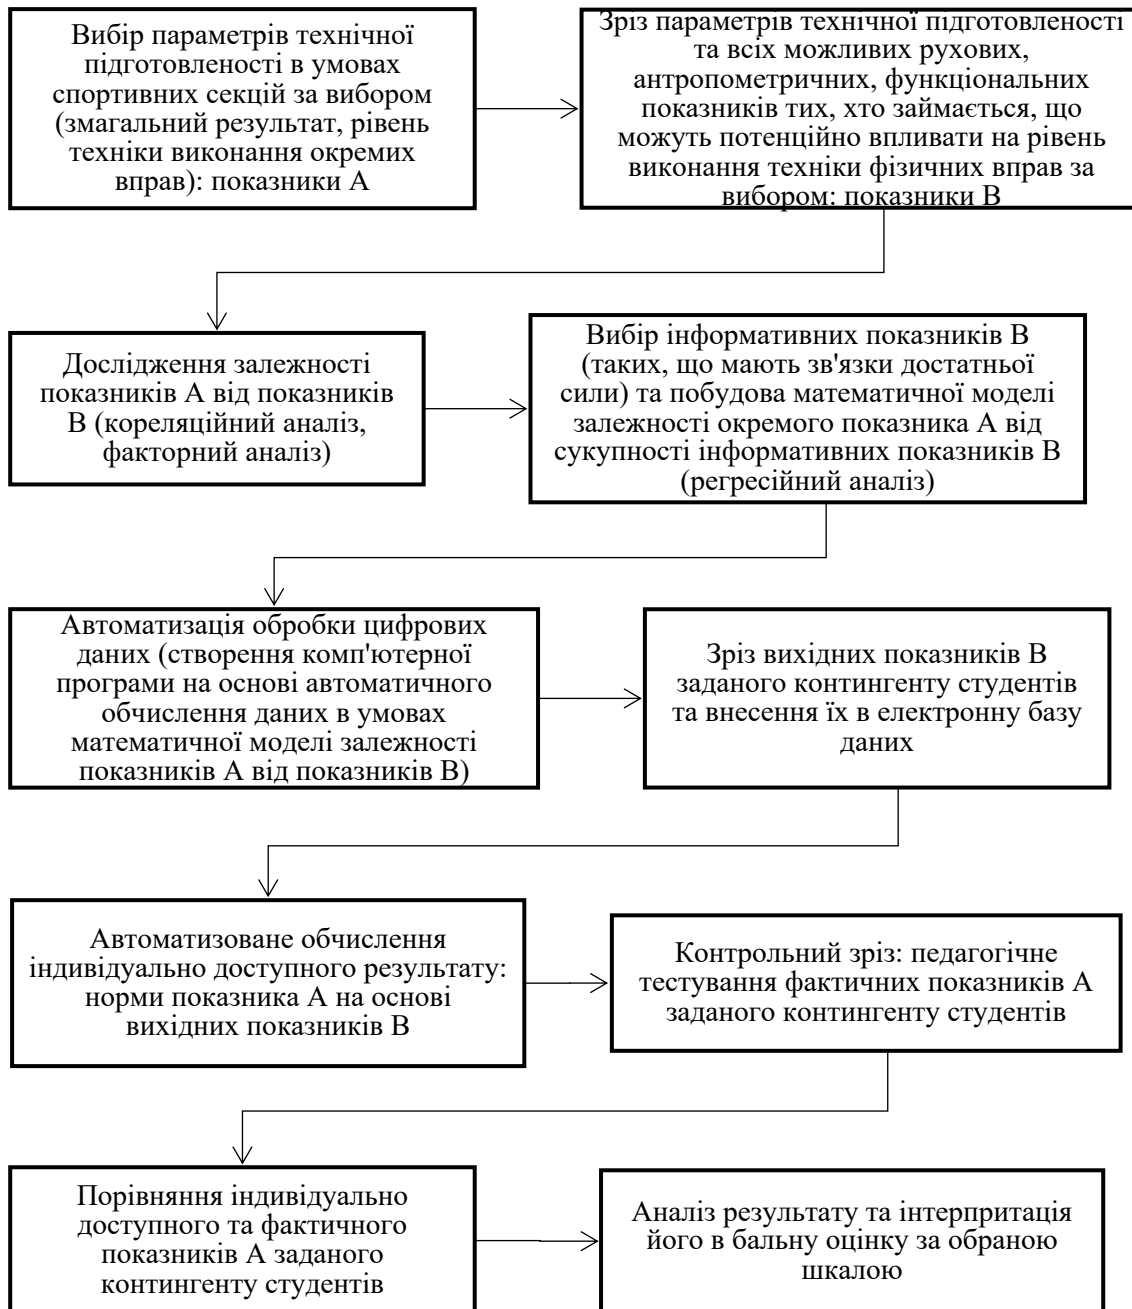 Вибір параметрів технічної
підготовленості в умовах
спортивних секцій за вибором
(змагальний результат, рівень
техніки виконання окремих
вправ): показники А
Зріз параметрів технічної підготовленості
та всіх можливих рухових,
антропометричних, функціональних
показників тих, хто займається, що
можуть потенційно впливати на рівень
виконання техніки фізичних вправ за
вибором: показники В
Дослідження залежності
показників А від показників
В (кореляційний аналіз,
факторний аналіз)
Вибір інформативних показників В
(таких, що мають зв'язки достатньої
сили) та побудова математичної моделі
залежності окремого показника А від
сукупності інформативних показників В
(регресійний аналіз)
Автоматизація обробки цифрових
даних (створення комп'ютерної
програми на основі автоматичного
обчислення даних в умовах
математичної моделі залежності
показників А від показників В)
Зріз вихідних показників В
заданого контингенту студентів
та внесення їх в електронну базу
даних
Автоматизоване обчислення
індивідуально доступного результату:
норми показника А на основі
вихідних показників В
Контрольний зріз: педагогічне
тестування фактичних показників А
заданого контингенту студентів
Порівняння індивідуально
доступного та фактичного
показників А заданого
контингенту студентів
Аналіз результату та інтерпритація
його в бальну оцінку за обраною
шкалою